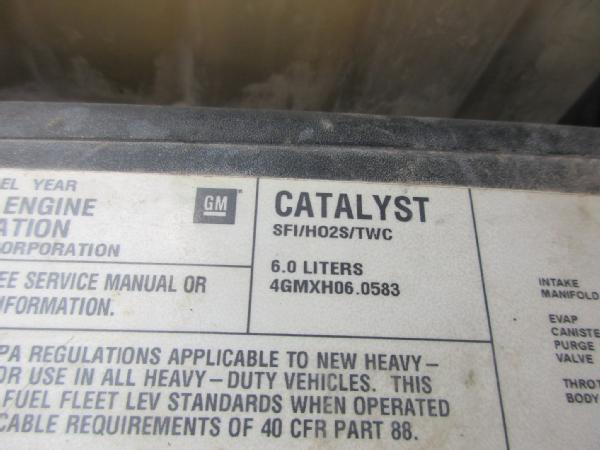 EL YEAR
ENGINE
ATION
ORPORATION
GM
EE SERVICE MANUAL OR
NFORMATION.
CATALYST
SFI/HO2S/TWC
6.0 LITERS
4GMXH06.0583
PA REGULATIONS APPLICABLE TO NEW HEAVY-
OR USE IN ALL HEAVY-DUTY VEHICLES. THIS
FUEL FLEET LEV STANDARDS WHEN OPERATED
CABLE REQUIREMENTS OF 40 CFR PART 88.
INTAKE
MANIFOLD
EVAP
CANISTE
PURGE
VALVE
THROT
BODY